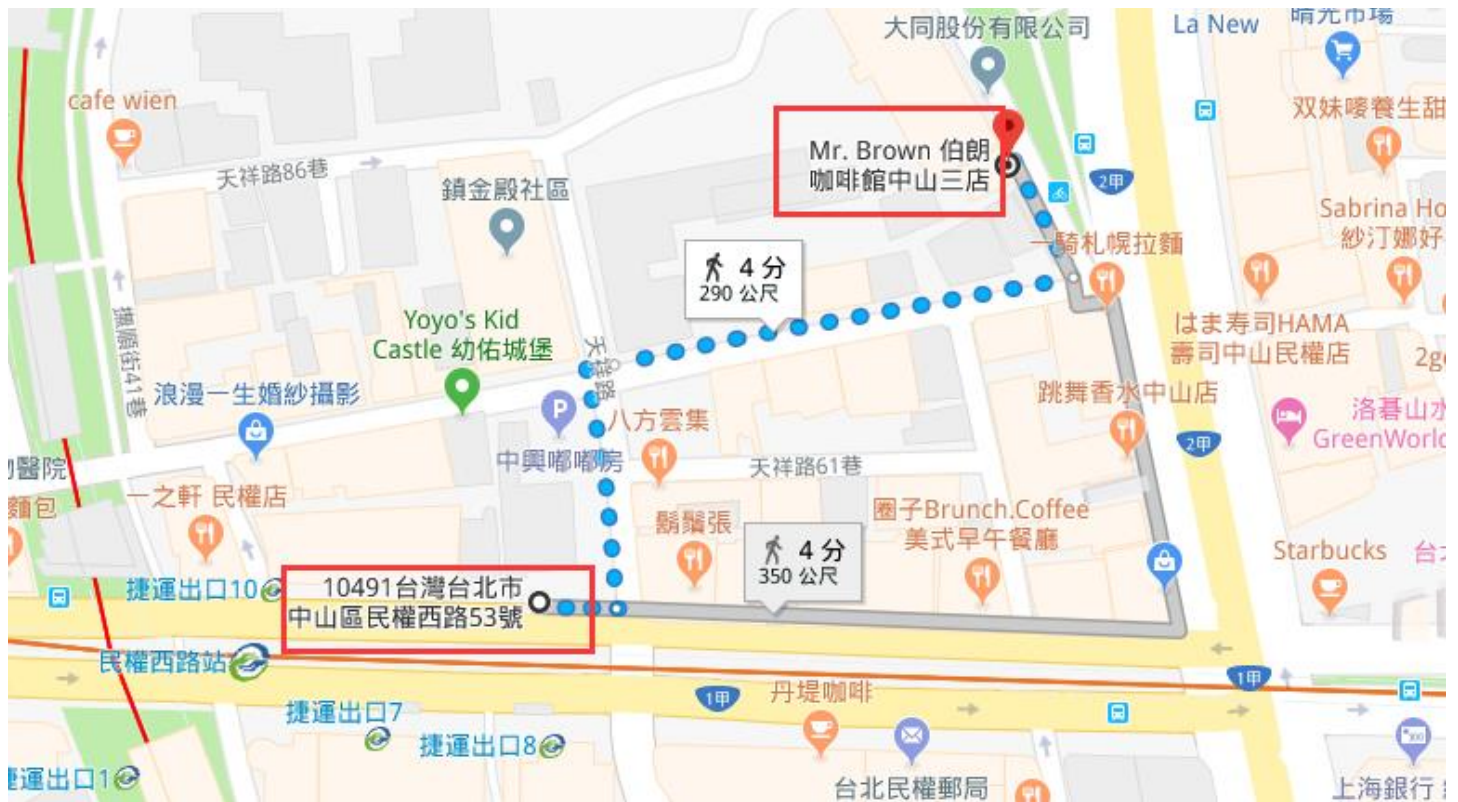 大同股份有限公司
La New
晴光市場
cafe wien
双妹嘜養生甜
Mr. Brown 伯朗
咖啡館中山三店
天祥路86巷
鎮金殿社區
2甲
Sabrina Ho
紗汀娜好
一騎札幌拉麵
4 分
290 公尺
撫順街41巷
Yoyo's Kid
Castle 幼佑城堡
天祥路
はま寿司HAMA
壽司中山民權店
浪漫一生婚紗攝影
P
八方雲集
跳舞香水中山店
2甲
GreenWorld
中興嘟嘟房
天祥路61巷
醫院
麵包
一之軒 民權店
鬍鬚張
圈子Brunch.Coffee
美式早午餐廳
4 分
350 公尺
Starbucks
捷運出口10
10491台灣台北市
中山區民權西路53號
民權西路站
1甲
1甲
丹堤咖啡
捷運出口7
捷運出口8
台北民權郵局
捷運出口1
上海銀行